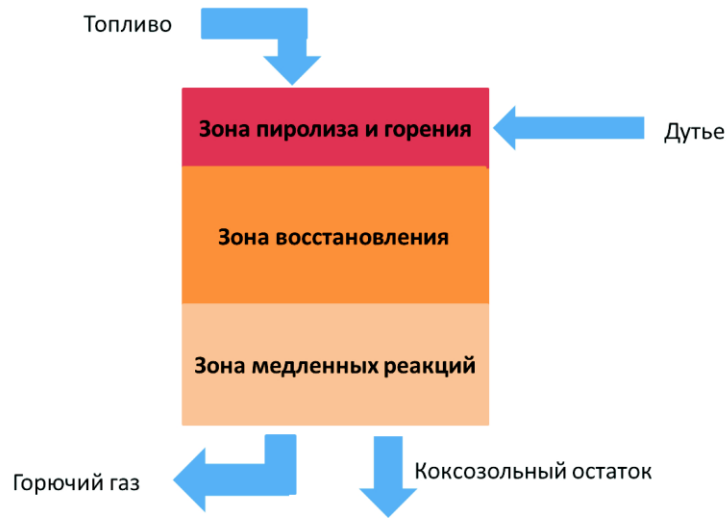 Топливо
Зона пиролиза и горения
Дутье
Зона восстановления
Зона медленных реакций
Горючий газ
Коксозольный остаток